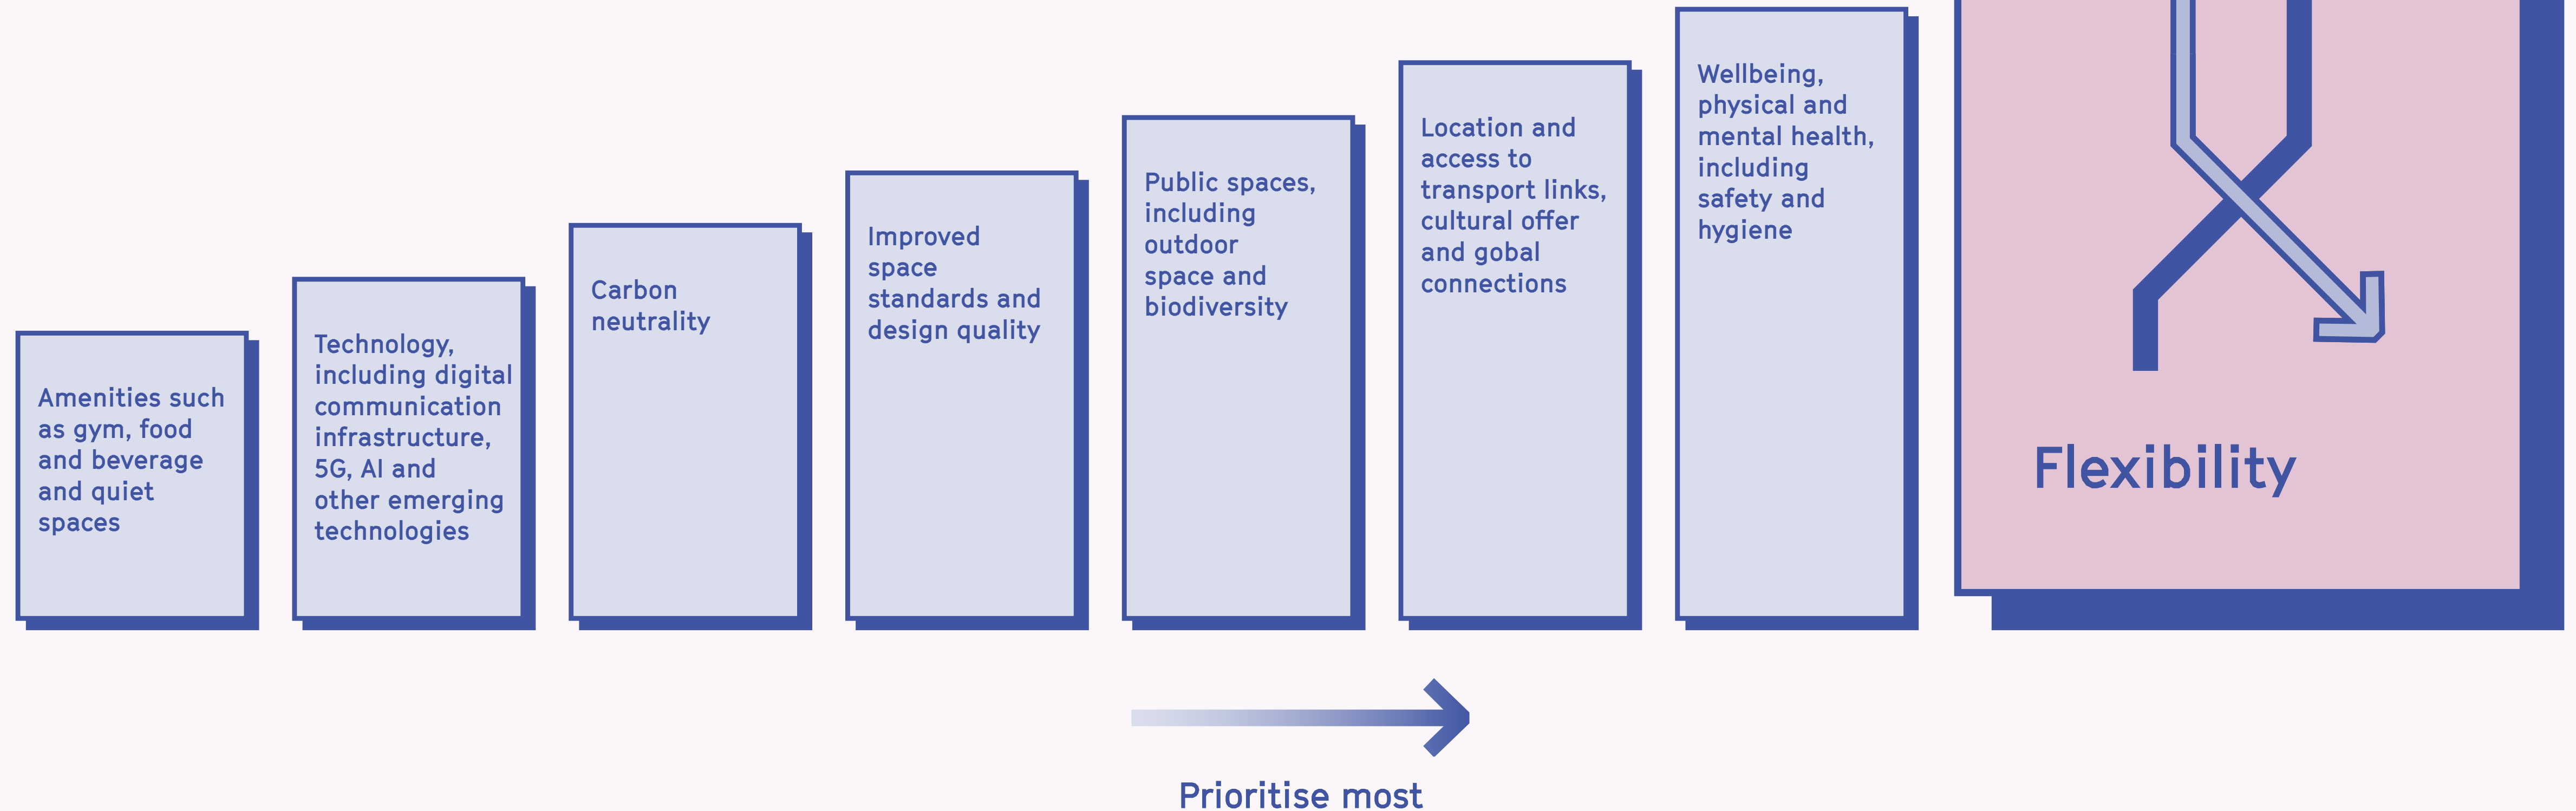 Amenities such
as gym, food
and beverage
and quiet
spaces
Technology,
including digital
communication
infrastructure,
5G, AI and
other emerging
technologies
Carbon
neutrality
Improved
space
standards and
design quality
Public spaces,
including
outdoor
space and
biodiversity
Location and
access to
transport links,
cultural offer
and gobal
connections
Wellbeing,
physical and
mental health,
including
safety and
hygiene
Flexibility
Prioritise most